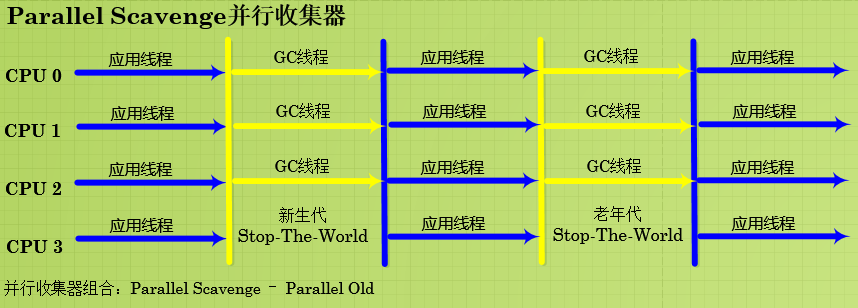 Parallel Scavenge并行收集器
CPU 0 应用线程 GC线程 应用线程 GC线程 应用线程
CPU 1 应用线程 GC线程 应用线程 GC线程 应用线程
CPU 2 应用线程 GC线程 应用线程 GC线程 应用线程
CPU 3 应用线程 新生代 应用线程 老年代 应用线程
Stop-The-World Stop-The-World
并行收集器组合：Parallel Scavenge - Parallel Old